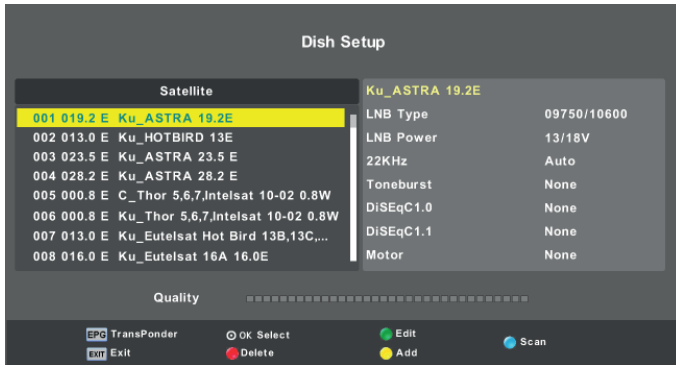 Dish Setup
Satellite
001 019.2 E Ku_ASTRA 19.2E
002 013.0 E Ku_HOTBIRD 13E
003 023.5 E Ku_ASTRA 23.5 E
004 028.2 E Ku_ASTRA 28.2 E
005 000.8 E C_Thor 5,6,7,Intelsat 10-02 0.8W
006 000.8 E Ku_Thor 5,6,7,Intelsat 10-02 0.8W
007 013.0 E Ku_Eutelsat Hot Bird 13B,13C,...
008 016.0 E Ku_Eutelsat 16A 16.0E
Ku_ASTRA 19.2E
LNB Type 09750/10600
LNB Power 13/18V
22KHz Auto
Toneburst None
DiSEqC1.0 None
DiSEqC1.1 None
Motor None
Quality
EPG TransPonder OK Select Edit Scan
EXIT Exit Delete Add